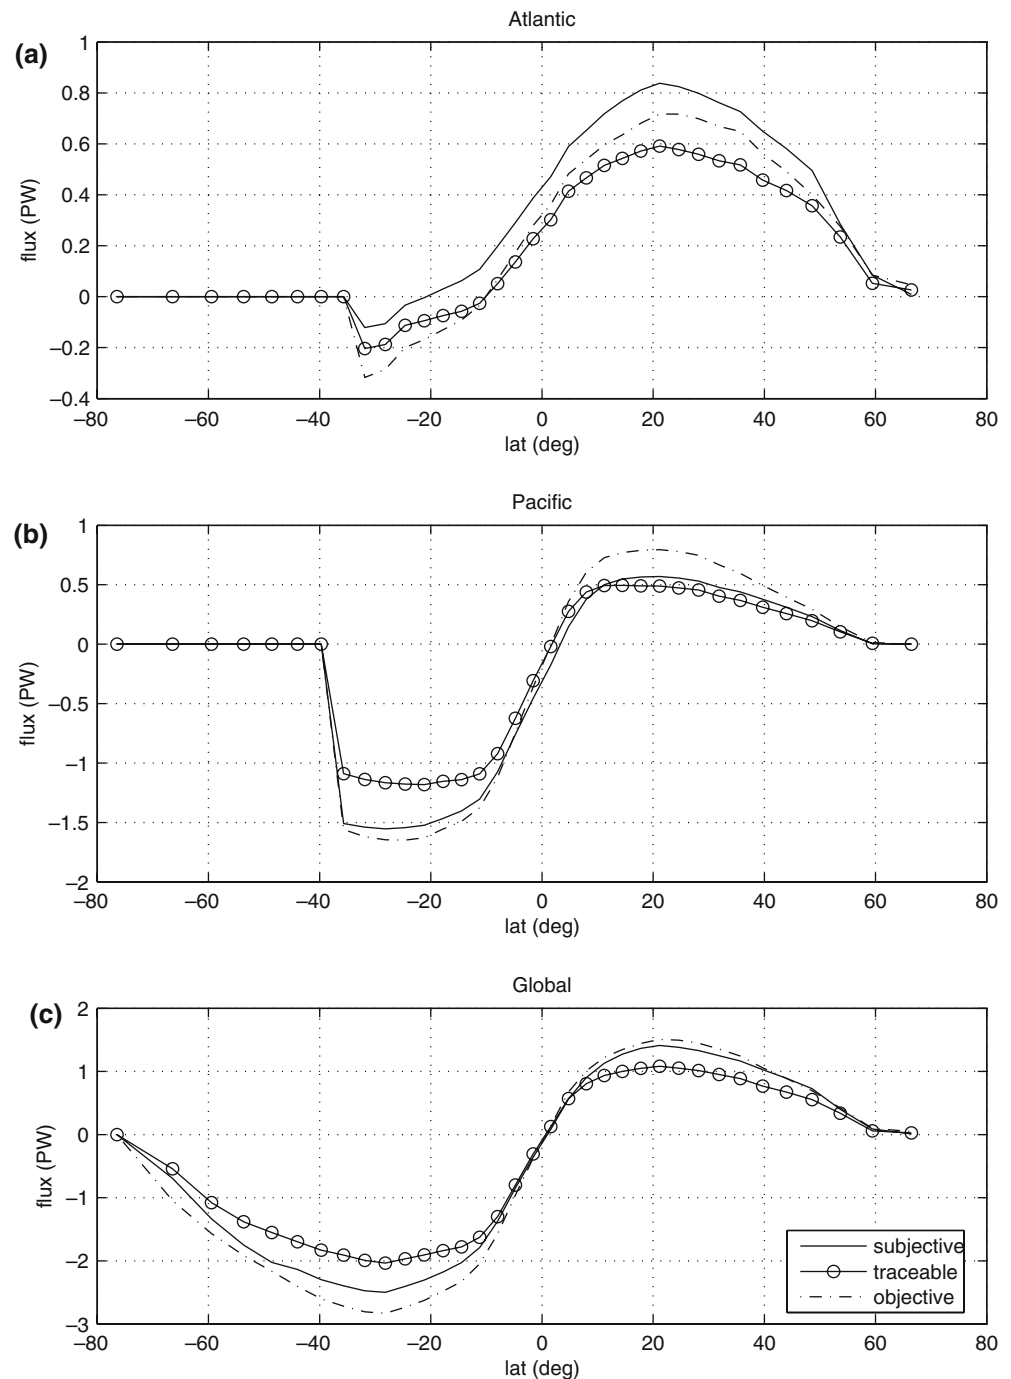 Atlantic
(a)
1
0.8
0.6
0.4
0.2
0
−0.2
−0.4
−80 −60 −40 −20 0 20 40 60 80
flux (PW)
lat (deg)
Pacific
(b)
1
0.5
0
−0.5
−1
−1.5
−2
−80 −60 −40 −20 0 20 40 60 80
flux (PW)
lat (deg)
Global
(c)
2
1
0
−1
−2
−3
−80 −60 −40 −20 0 20 40 60 80
flux (PW)
lat (deg)
subjective
traceable
objective